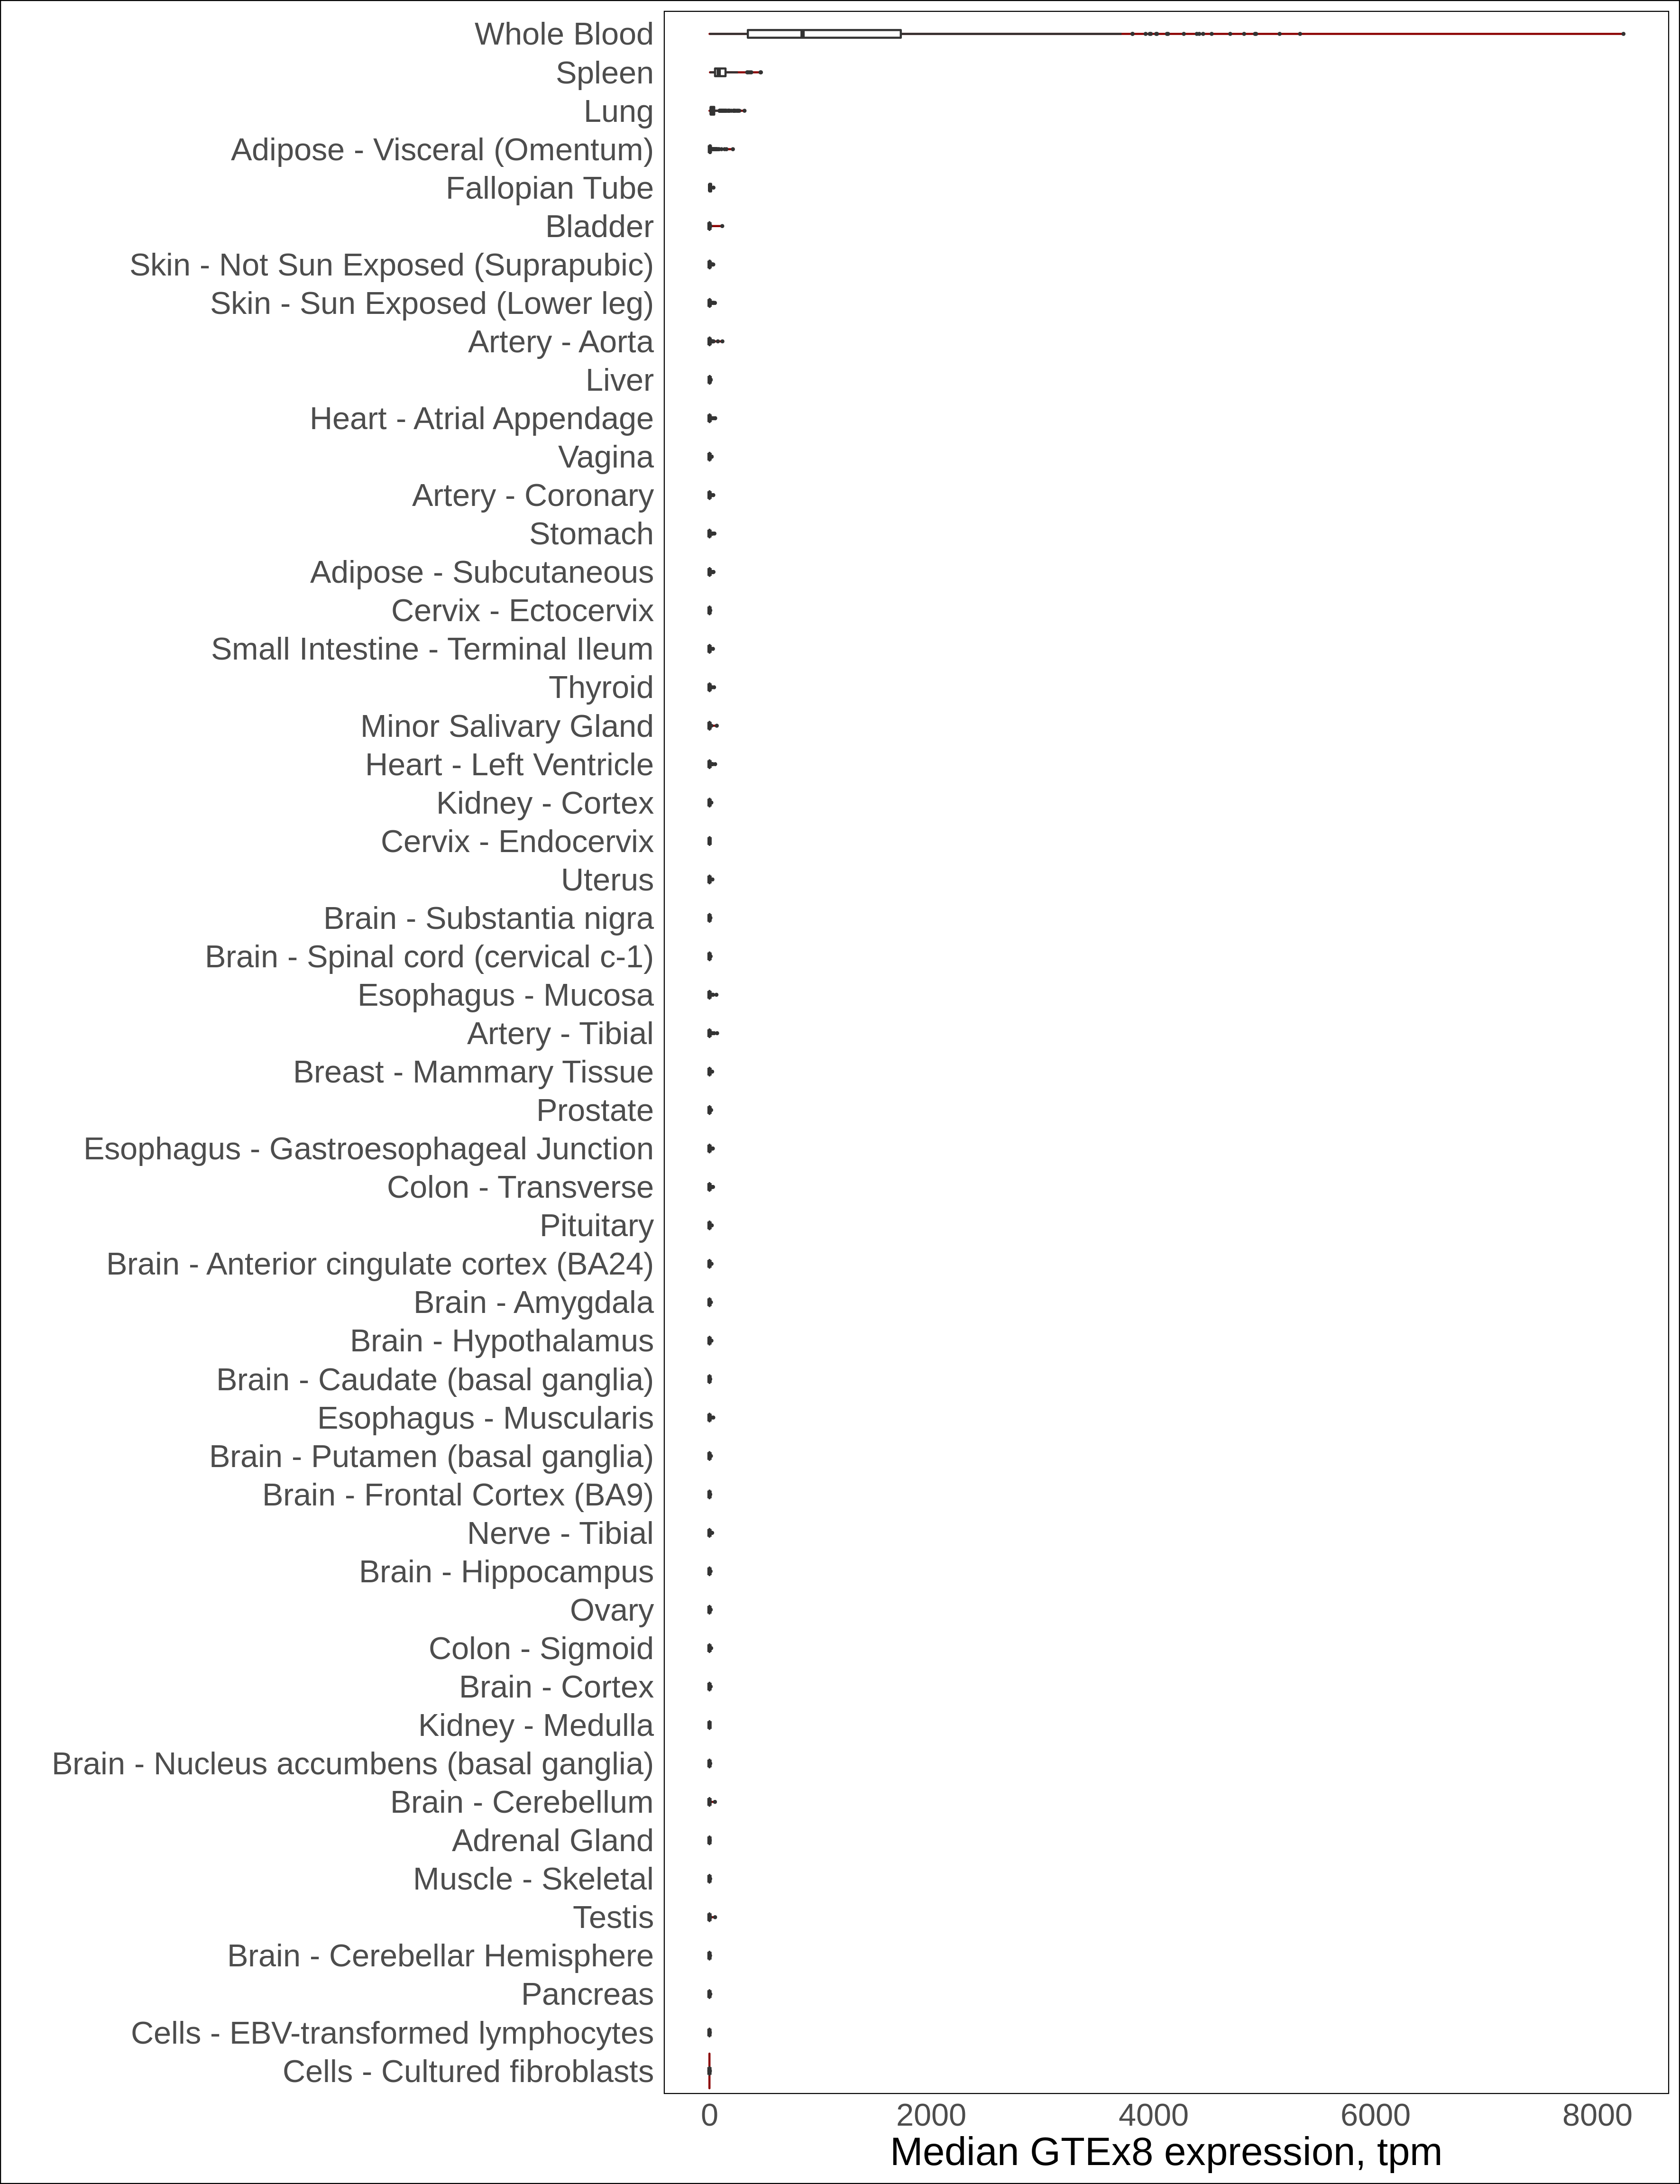 Whole Blood
Spleen
Lung
Adipose - Visceral (Omentum)
Fallopian Tube
Bladder
Skin - Not Sun Exposed (Suprapubic)
Skin - Sun Exposed (Lower leg)
Artery - Aorta
Liver
Heart - Atrial Appendage
Vagina
Artery - Coronary
Stomach
Adipose - Subcutaneous
Cervix - Ectocervix
Small Intestine - Terminal Ileum
Thyroid
Minor Salivary Gland
Heart - Left Ventricle
Kidney - Cortex
Cervix - Endocervix
Uterus
Brain - Substantia nigra
Brain - Spinal cord (cervical c-1)
Esophagus - Mucosa
Artery - Tibial
Breast - Mammary Tissue
Prostate
Esophagus - Gastroesophageal Junction
Colon - Transverse
Pituitary
Brain - Anterior cingulate cortex (BA24)
Brain - Amygdala
Brain - Hypothalamus
Brain - Caudate (basal ganglia)
Esophagus - Muscularis
Brain - Putamen (basal ganglia)
Brain - Frontal Cortex (BA9)
Nerve - Tibial
Brain - Hippocampus
Ovary
Colon - Sigmoid
Brain - Cortex
Kidney - Medulla
Brain - Nucleus accumbens (basal ganglia)
Brain - Cerebellum
Adrenal Gland
Muscle - Skeletal
Testis
Brain - Cerebellar Hemisphere
Pancreas
Cells - EBV-transformed lymphocytes
Cells - Cultured fibroblasts
0 2000 4000 6000 8000
Median GTEx8 expression, tpm